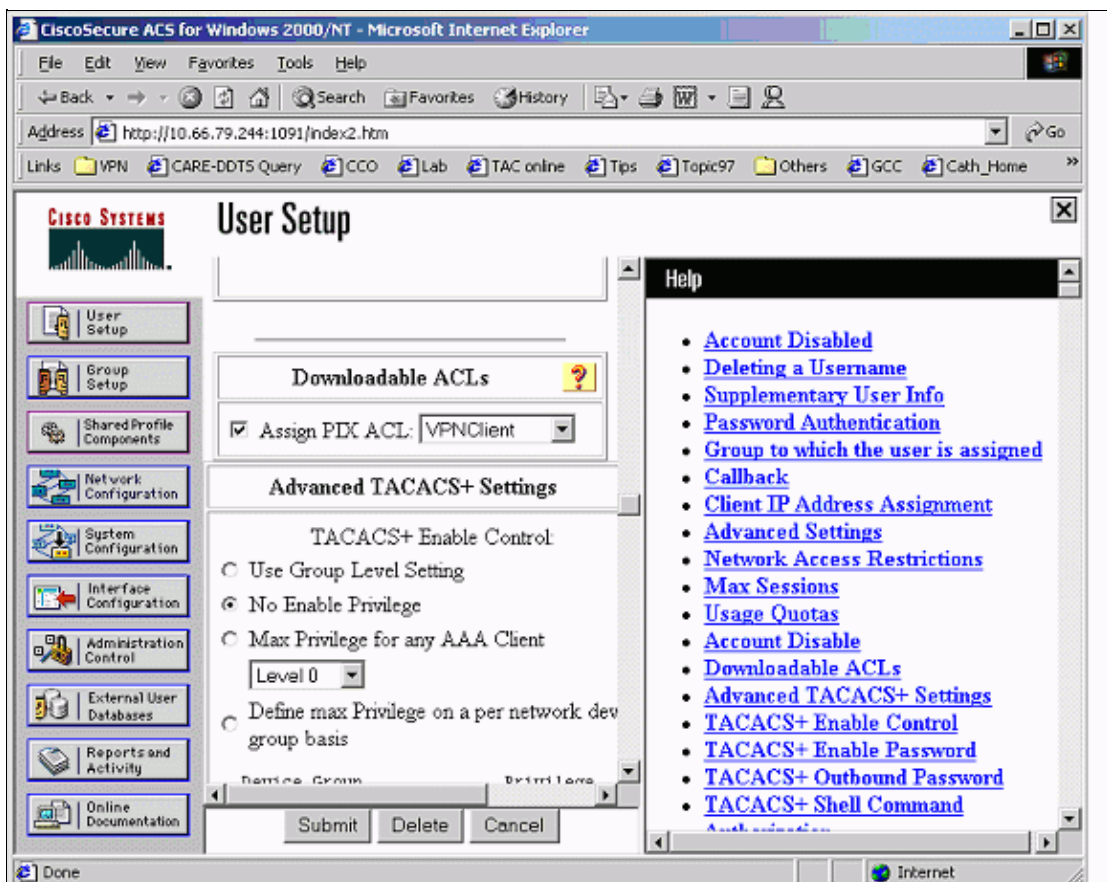 CiscoSecure ACS for Windows 2000/NT - Microsoft Internet Explorer
File Edit View Favorites Tools Help
Back Search Favorites History
Address http://10.66.79.244:1091/index2.htm Go
Links VPN CARE-DDTS Query CCO Lab TAC online Tips Topic97 Others GCC Cath_Home »
CISCO SYSTEMS
User Setup
User
Setup
Group
Setup
Shared Profile
Components
Network
Configuration
System
Configuration
Interface
Configuration
Administration
Control
External User
Databases
Reports and
Activity
Online
Documentation
Downloadable ACLs ?
Assign PIX ACL: VPNClient
Advanced TACACS+ Settings
TACACS+ Enable Control:
Use Group Level Setting
No Enable Privilege
Max Privilege for any AAA Client
Level 0
Define max Privilege on a per network dev
group basis
Device Group Privilege
Submit Delete Cancel
Help
Account Disabled
Deleting a Username
Supplementary User Info
Password Authentication
Group to which the user is assigned
Callback
Client IP Address Assignment
Advanced Settings
Network Access Restrictions
Max Sessions
Usage Quotas
Account Disable
Downloadable ACLs
Advanced TACACS+ Settings
TACACS+ Enable Control
TACACS+ Enable Password
TACACS+ Outbound Password
TACACS+ Shell Command
Authorization
Done Internet